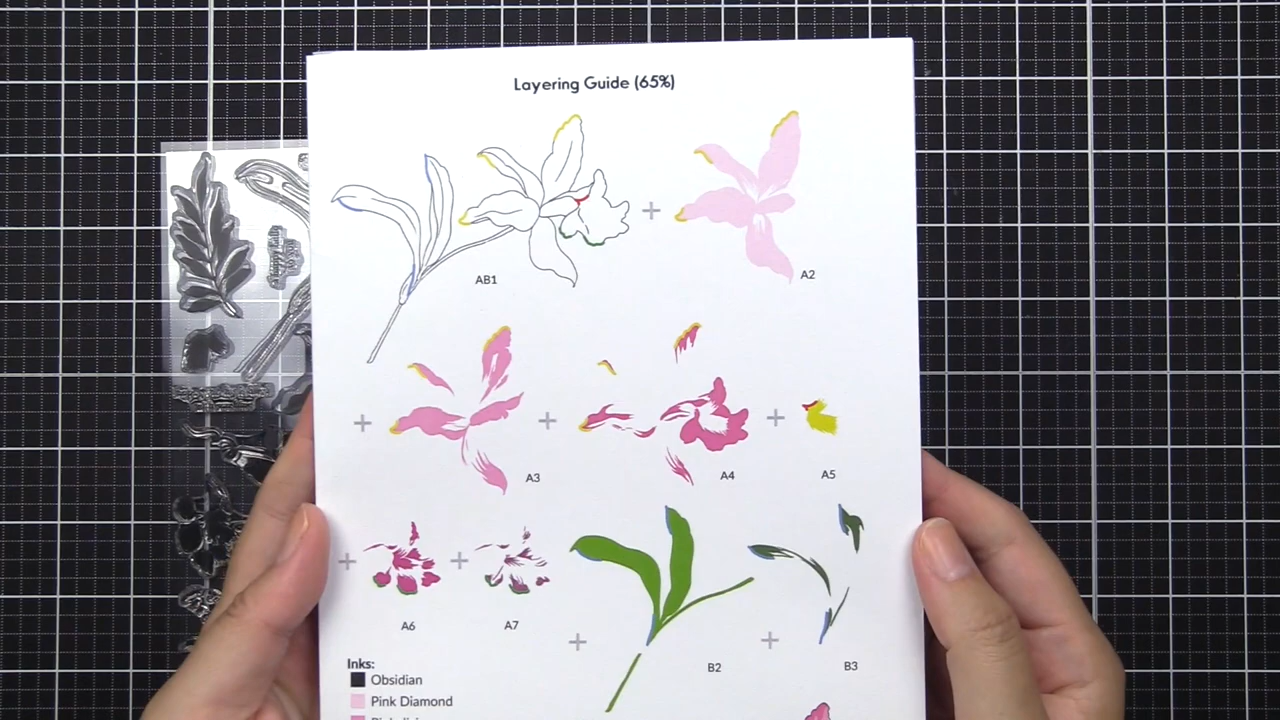 Layering Guide (65%)
AB1
A2
A3
A4
A5
A6
A7
B2
B3
Inks:
Obsidian
Pink Diamond